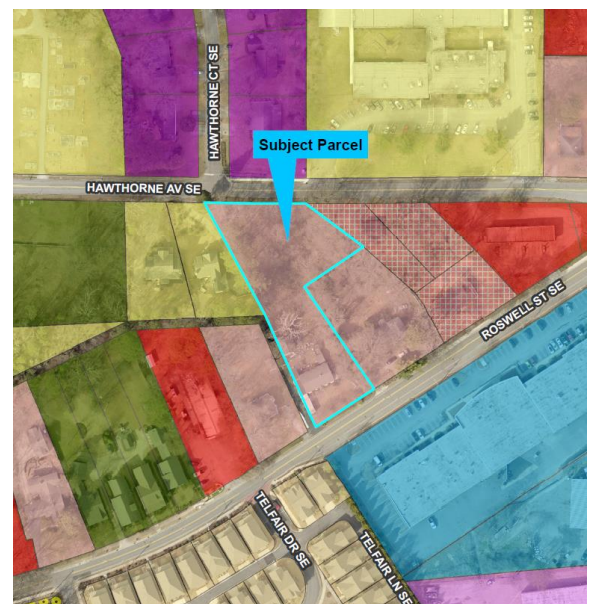 HAWTHORNE CT SE
Subject Parcel
HAWTHORNE AV SE
ROSWELL ST SE
TELFAIR DR SE
TELFAIR LN SE